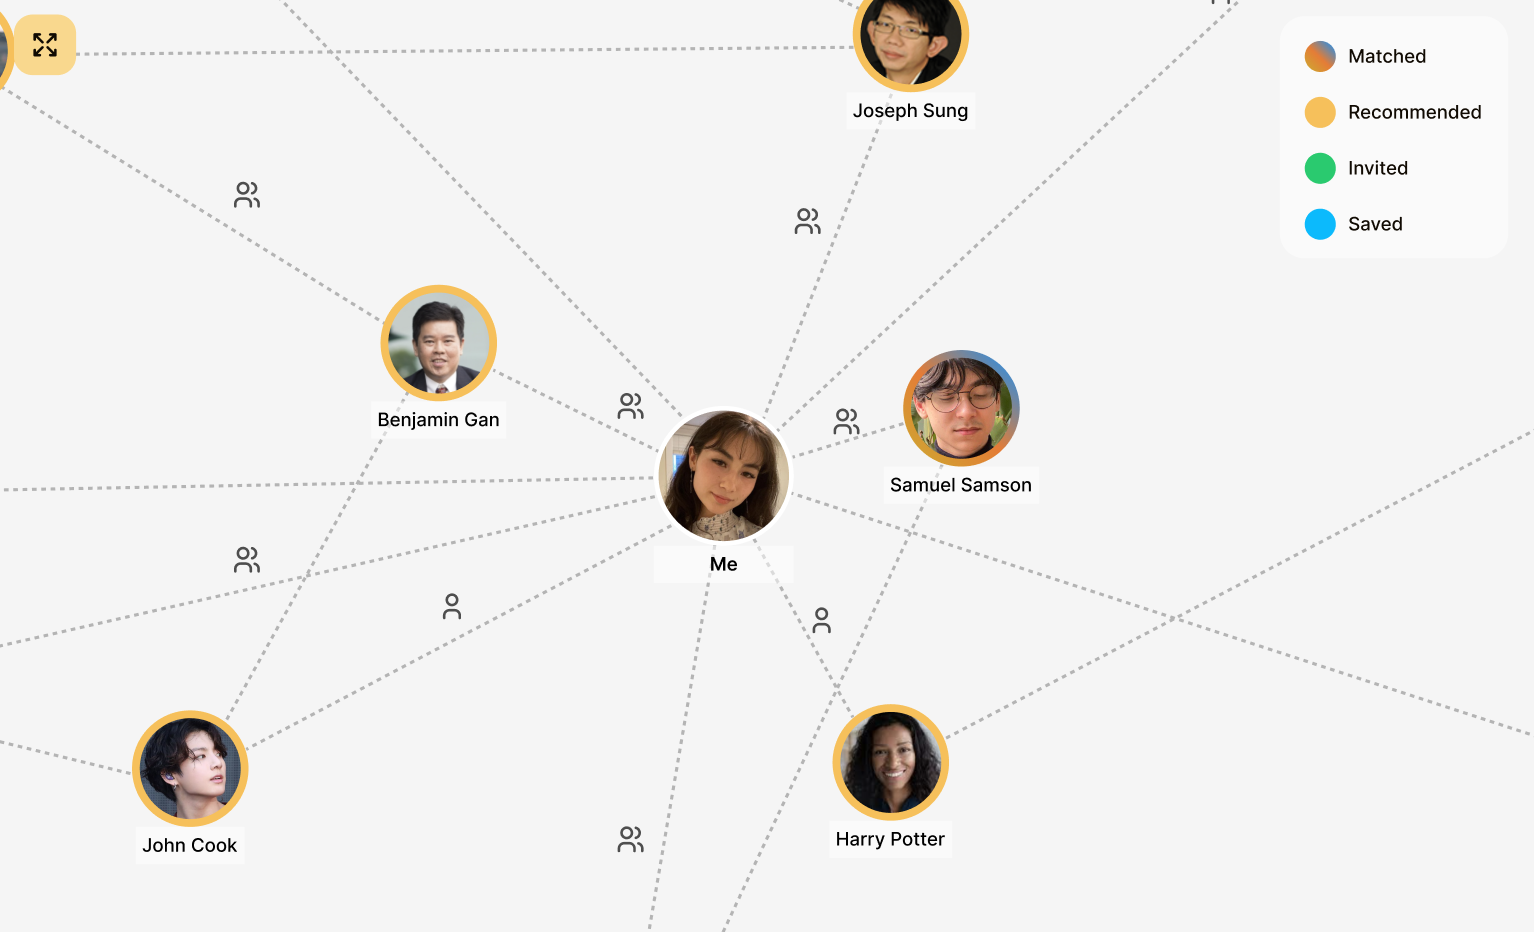 Joseph Sung
Matched
Recommended
Invited
Saved
Benjamin Gan
Samuel Samson
Me
John Cook
Harry Potter